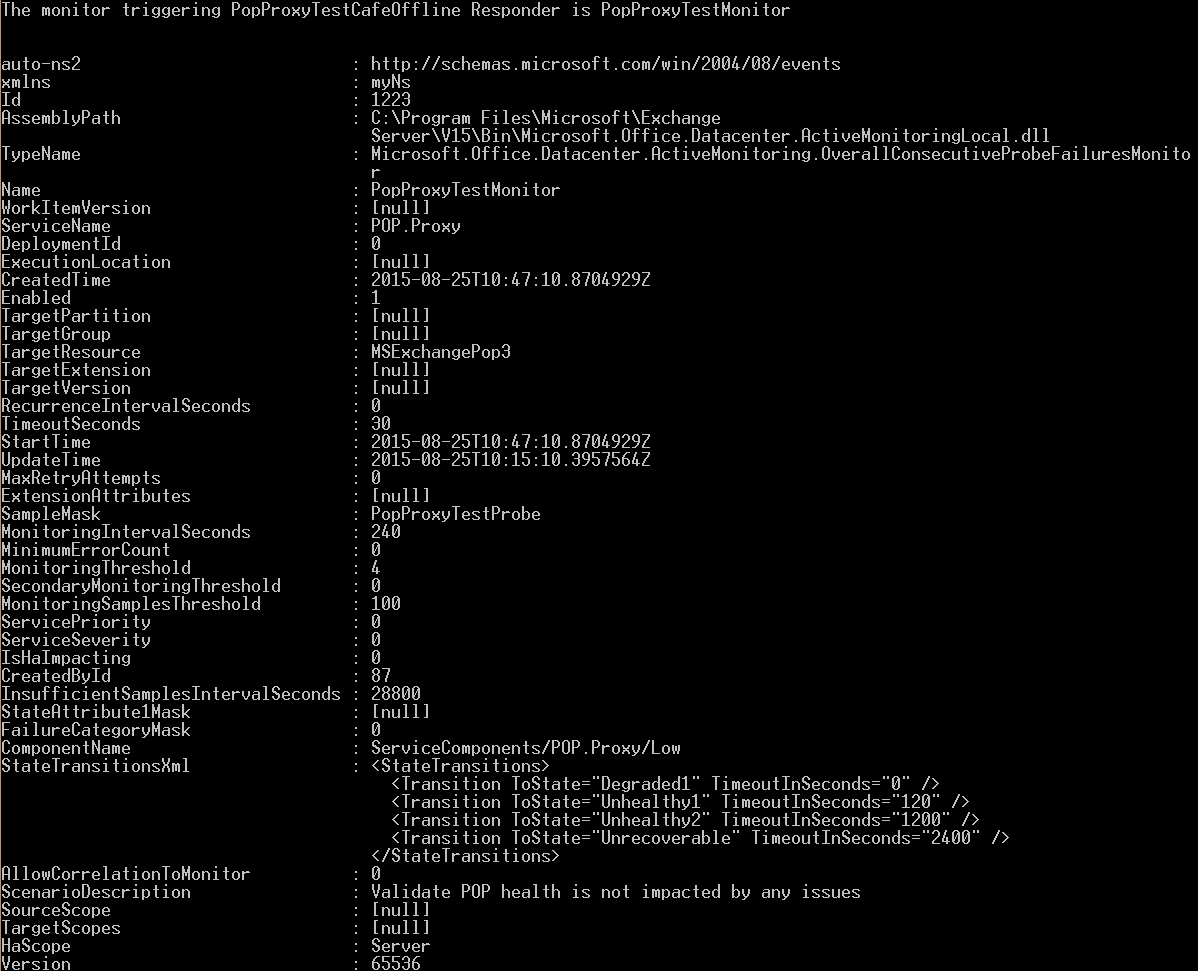 The monitor triggering PopProxyTestCafeOffline Responder is PopProxyTestMonitor
auto-ns2 : http://schemas.microsoft.com/win/2004/08/events
xmlns : myNs
Id : 1223
AssemblyPath : C:\Program Files\Microsoft\Exchange
Server\V15\Bin\Microsoft.Office.Datacenter.ActiveMonitoringLocal.dll
TypeName : Microsoft.Office.Datacenter.ActiveMonitoring.OverallConsecutiveProbeFailuresMonito
r
Name : PopProxyTestMonitor
WorkItemVersion : [null]
ServiceName : POP.Proxy
DeploymentId : 0
ExecutionLocation : [null]
CreatedTime : 2015-08-25T10:47:10.8704929Z
Enabled : 1
TargetPartition : [null]
TargetGroup : [null]
TargetResource : MSExchangePop3
TargetExtension : [null]
TargetVersion : [null]
RecurrenceIntervalSeconds : 0
TimeoutSeconds : 30
StartTime : 2015-08-25T10:47:10.8704929Z
UpdateTime : 2015-08-25T10:15:10.3957564Z
MaxRetryAttempts : 0
ExtensionAttributes : [null]
SampleMask : PopProxyTestProbe
MonitoringIntervalSeconds : 240
MinimumErrorCount : 0
MonitoringThreshold : 4
SecondaryMonitoringThreshold : 0
MonitoringSamplesThreshold : 100
ServicePriority : 0
ServiceSeverity : 0
IsHaImpacting : 0
CreatedById : 87
InsufficientSamplesIntervalSeconds : 28800
StateAttribute1Mask : [null]
FailureCategoryMask : 0
ComponentName : ServiceComponents/POP.Proxy/Low
StateTransitionsXml : <StateTransitions>
<Transition ToState="Degraded1" TimeoutInSeconds="0" />
<Transition ToState="Unhealthy1" TimeoutInSeconds="120" />
<Transition ToState="Unhealthy2" TimeoutInSeconds="1200" />
<Transition ToState="Unrecoverable" TimeoutInSeconds="2400" />
</StateTransitions>
AllowCorrelationToMonitor : 0
ScenarioDescription : Validate POP health is not impacted by any issues
SourceScope : [null]
TargetScopes : [null]
HaScope : Server
Version : 65536